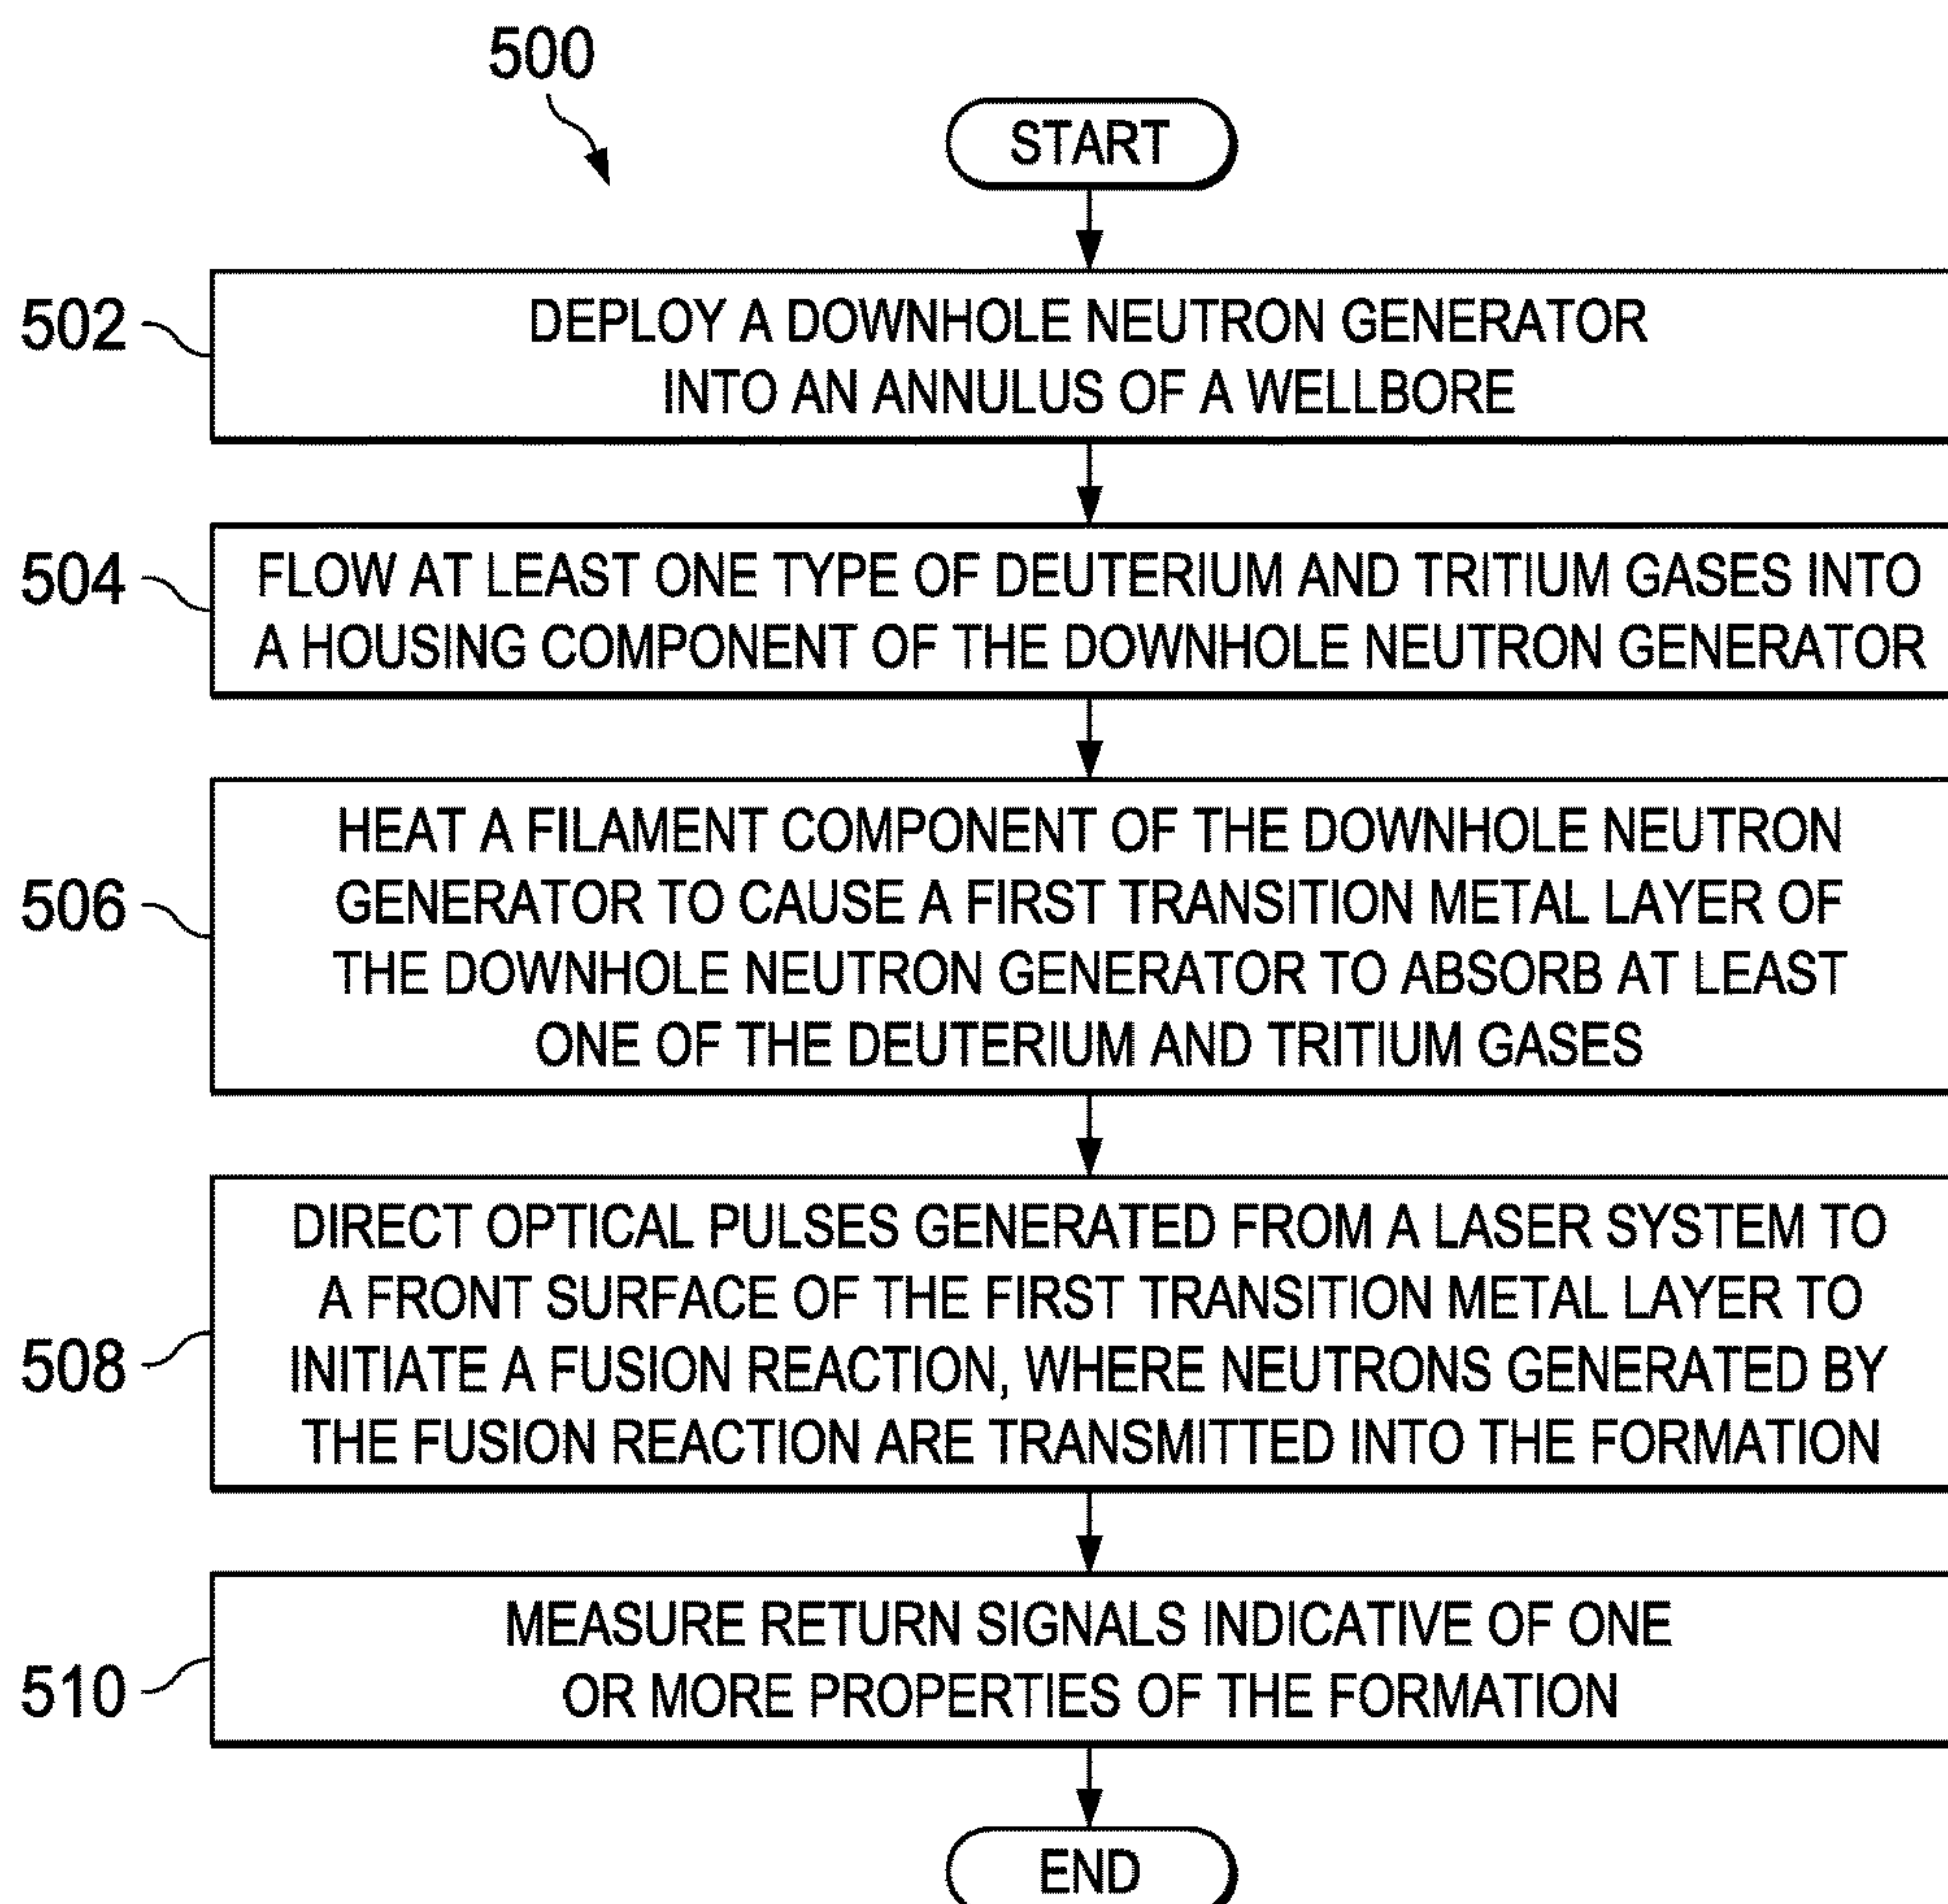 500
START
502
DEPLOY A DOWNHOLE NEUTRON GENERATOR
INTO AN ANNULUS OF A WELLBORE
504
FLOW AT LEAST ONE TYPE OF DEUTERIUM AND TRITIUM GASES INTO
A HOUSING COMPONENT OF THE DOWNHOLE NEUTRON GENERATOR
506
HEAT A FILAMENT COMPONENT OF THE DOWNHOLE NEUTRON
GENERATOR TO CAUSE A FIRST TRANSITION METAL LAYER OF
THE DOWNHOLE NEUTRON GENERATOR TO ABSORB AT LEAST
ONE OF THE DEUTERIUM AND TRITIUM GASES
508
DIRECT OPTICAL PULSES GENERATED FROM A LASER SYSTEM TO
A FRONT SURFACE OF THE FIRST TRANSITION METAL LAYER TO
INITIATE A FUSION REACTION, WHERE NEUTRONS GENERATED BY
THE FUSION REACTION ARE TRANSMITTED INTO THE FORMATION
510
MEASURE RETURN SIGNALS INDICATIVE OF ONE
OR MORE PROPERTIES OF THE FORMATION
END